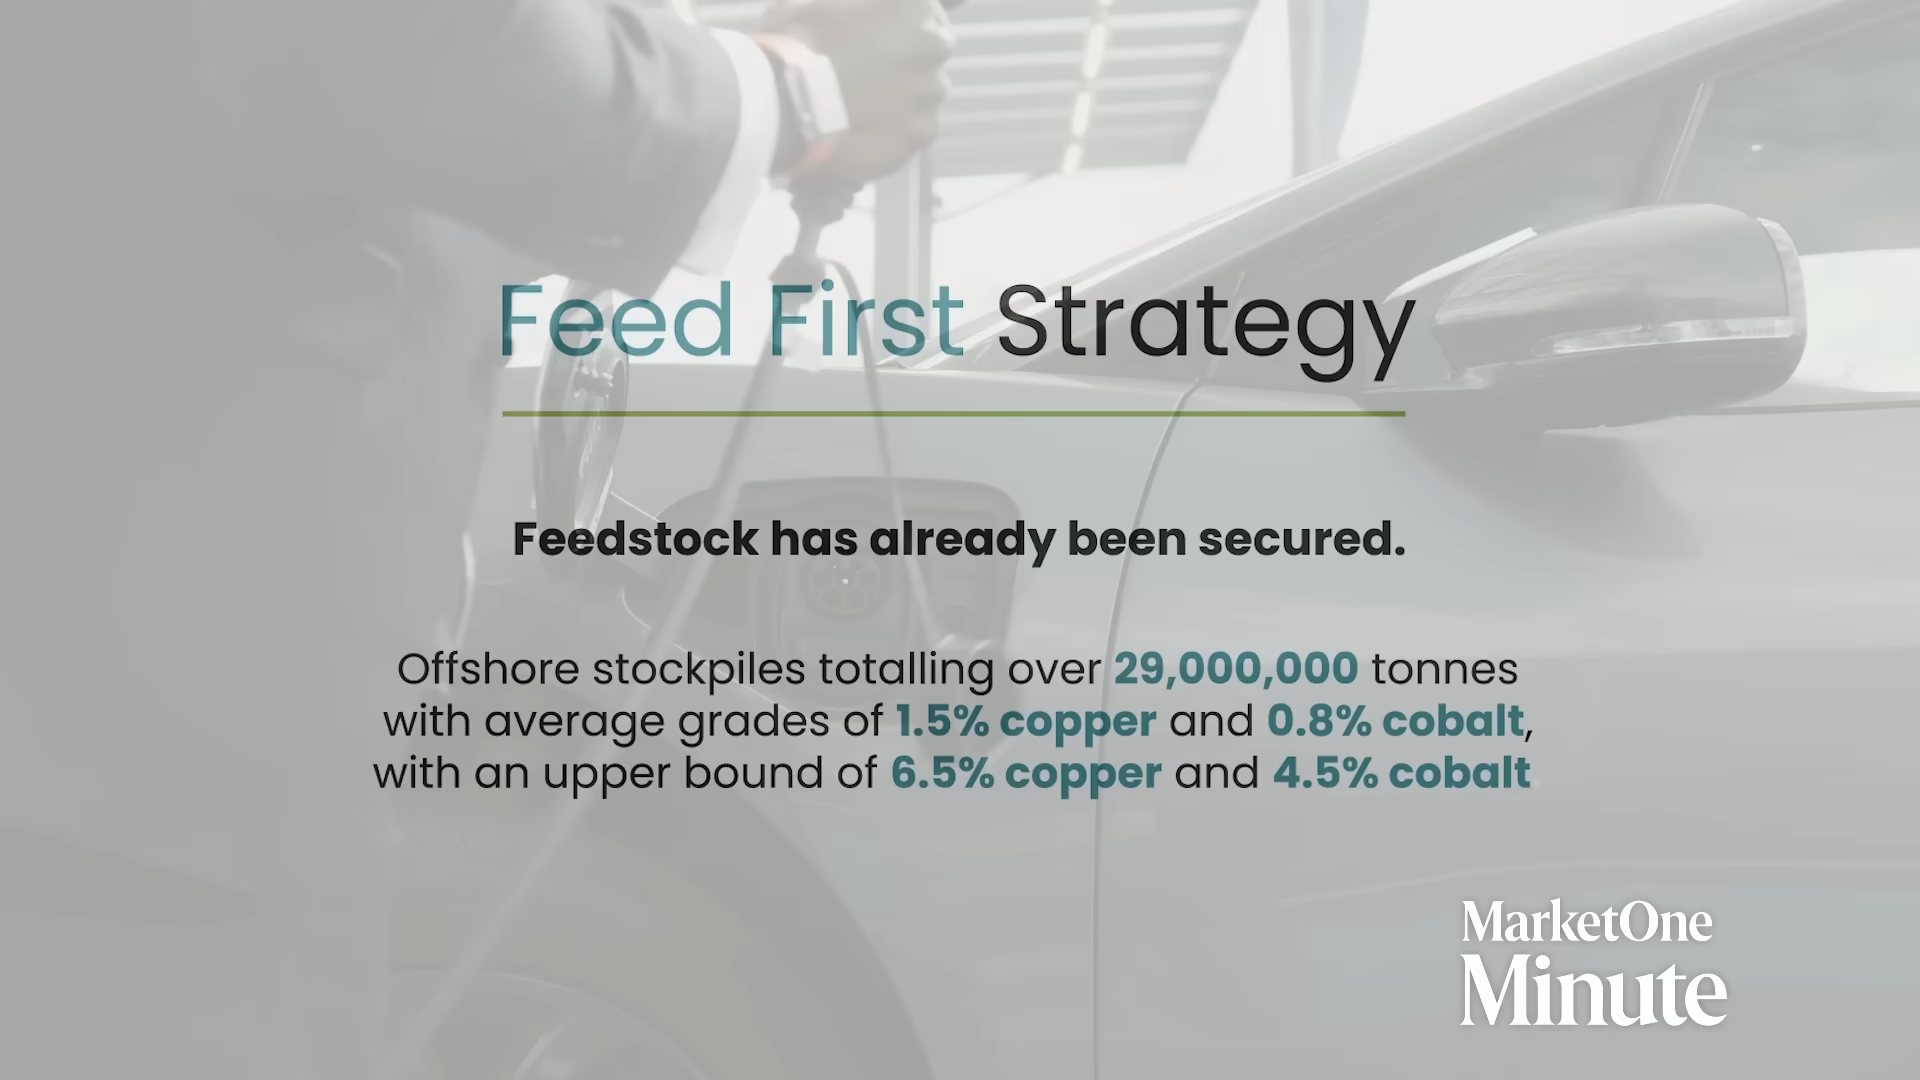 Feed First Strategy
Feedstock has already been secured.
Offshore stockpiles totalling over 29,000,000 tonnes
with average grades of 1.5% copper and 0.8% cobalt,
with an upper bound of 6.5% copper and 4.5% cobalt
MarketOne
Minute